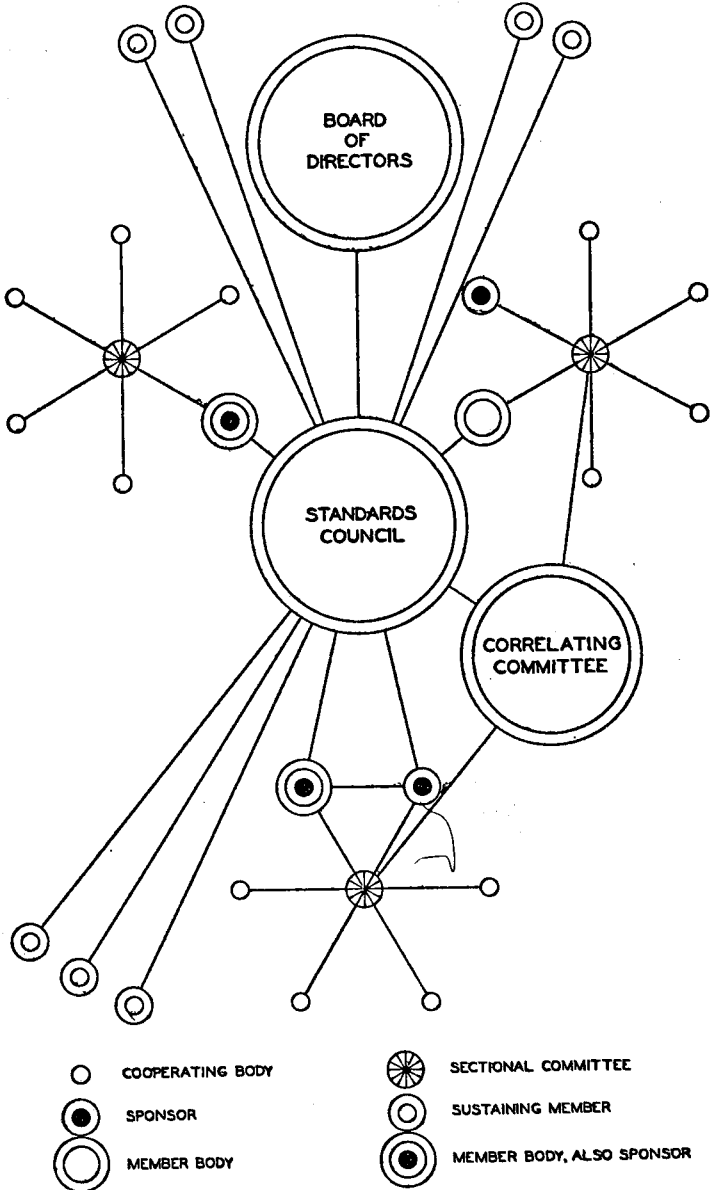 BOARD
OF
DIRECTORS
STANDARDS
COUNCIL
CORRELATING
COMMITTEE
COOPERATING BODY
SECTIONAL COMMITTEE
SPONSOR
SUSTAINING MEMBER
MEMBER BODY
MEMBER BODY, ALSO SPONSOR